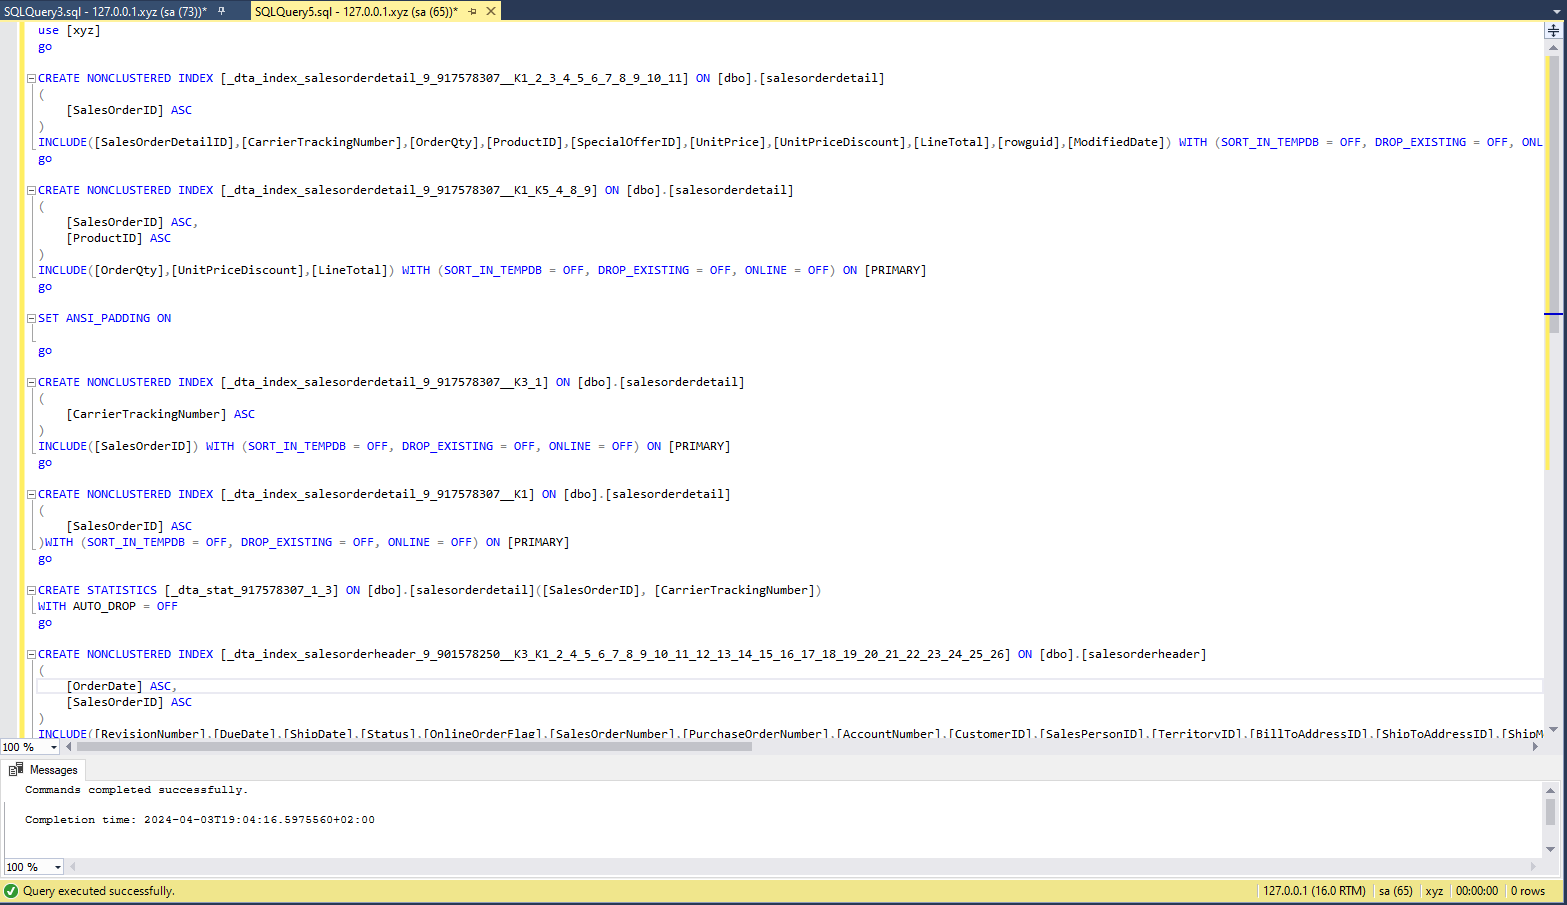 SQLQuery3.sql - 127.0.0.1.xyz (sa (73))*
SQLQuery5.sql - 127.0.0.1.xyz (sa (65))*
use [xyz]
go
CREATE NONCLUSTERED INDEX [_dta_index_salesorderdetail_9_917578307__K1_2_3_4_5_6_7_8_9_10_11] ON [dbo].[salesorderdetail]
(
[SalesOrderID] ASC
)
INCLUDE([SalesOrderDetailID],[CarrierTrackingNumber],[OrderQty],[ProductID],[SpecialOfferID],[UnitPrice],[UnitPriceDiscount],[LineTotal],[rowguid],[ModifiedDate]) WITH (SORT_IN_TEMPDB = OFF, DROP_EXISTING = OFF, ONL
go
CREATE NONCLUSTERED INDEX [_dta_index_salesorderdetail_9_917578307__K1_K5_4_8_9] ON [dbo].[salesorderdetail]
(
[SalesOrderID] ASC,
[ProductID] ASC
)
INCLUDE([OrderQty],[UnitPriceDiscount],[LineTotal]) WITH (SORT_IN_TEMPDB = OFF, DROP_EXISTING = OFF, ONLINE = OFF) ON [PRIMARY]
go
SET ANSI_PADDING ON
go
CREATE NONCLUSTERED INDEX [_dta_index_salesorderdetail_9_917578307__K3_1] ON [dbo].[salesorderdetail]
(
[CarrierTrackingNumber] ASC
)
INCLUDE([SalesOrderID]) WITH (SORT_IN_TEMPDB = OFF, DROP_EXISTING = OFF, ONLINE = OFF) ON [PRIMARY]
go
CREATE NONCLUSTERED INDEX [_dta_index_salesorderdetail_9_917578307__K1] ON [dbo].[salesorderdetail]
(
[SalesOrderID] ASC
)WITH (SORT_IN_TEMPDB = OFF, DROP_EXISTING = OFF, ONLINE = OFF) ON [PRIMARY]
go
CREATE STATISTICS [_dta_stat_917578307_1_3] ON [dbo].[salesorderdetail]([SalesOrderID], [CarrierTrackingNumber])
WITH AUTO_DROP = OFF
go
CREATE NONCLUSTERED INDEX [_dta_index_salesorderheader_9_901578250__K3_K1_2_4_5_6_7_8_9_10_11_12_13_14_15_16_17_18_19_20_21_22_23_24_25_26] ON [dbo].[salesorderheader]
(
[OrderDate] ASC,
[SalesOrderID] ASC
)
INCLUDE([RevisionNumber],[DueDate],[ShipDate],[Status],[OnlineOrderFlag],[SalesOrderNumber],[PurchaseOrderNumber],[AccountNumber],[CustomerID],[SalesPersonID],[TerritoryID],[BillToAddressID],[ShipToAddressID],[ShipM
100 %
Messages
Commands completed successfully.
Completion time: 2024-04-03T19:04:16.5975560+02:00
100 %
Query executed successfully.
127.0.0.1 (16.0 RTM)
sa (65)
xyz
00:00:00
0 rows